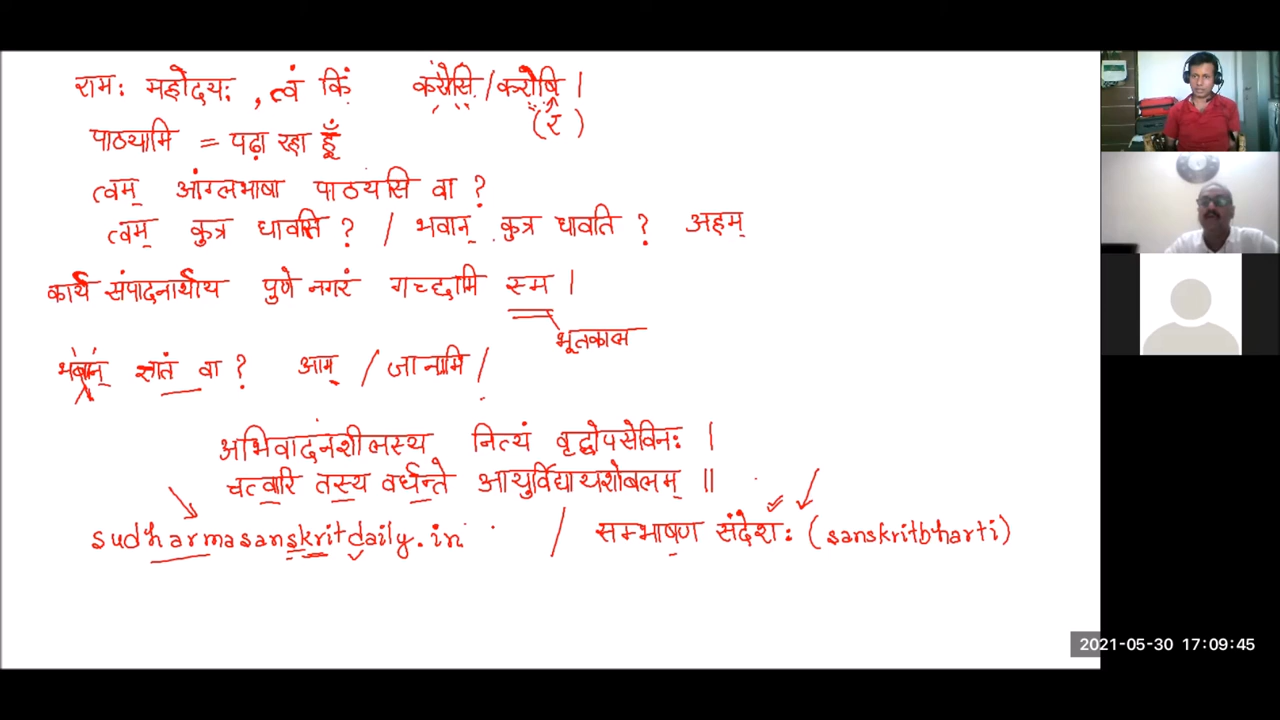 रामः महोदयः, त्वं किं करोसि / करोषि |
(र)
पाठयामि = पढ़ा रहा हूँ
त्वम् आंग्लभाषा पाठयसि वा ?
त्वम् कुत्र धावसि ? / भवान् कुत्र धावति ? अहम्
कार्य संपादनार्थाय पुणे नगरं गच्छामि स्म |
भूतकाल
भवान् वा ? आम् / जानामि /
अभिवादनशीलस्य नित्यं वृद्धोपसेविनः |
चत्वारि तस्य वर्धन्ते आयुर्विद्यायशोबलम् ||
sudharmasanskritdaily.in / सम्भाषण संदेशः (sanskritbharti)
2021-05-30 17:09:45